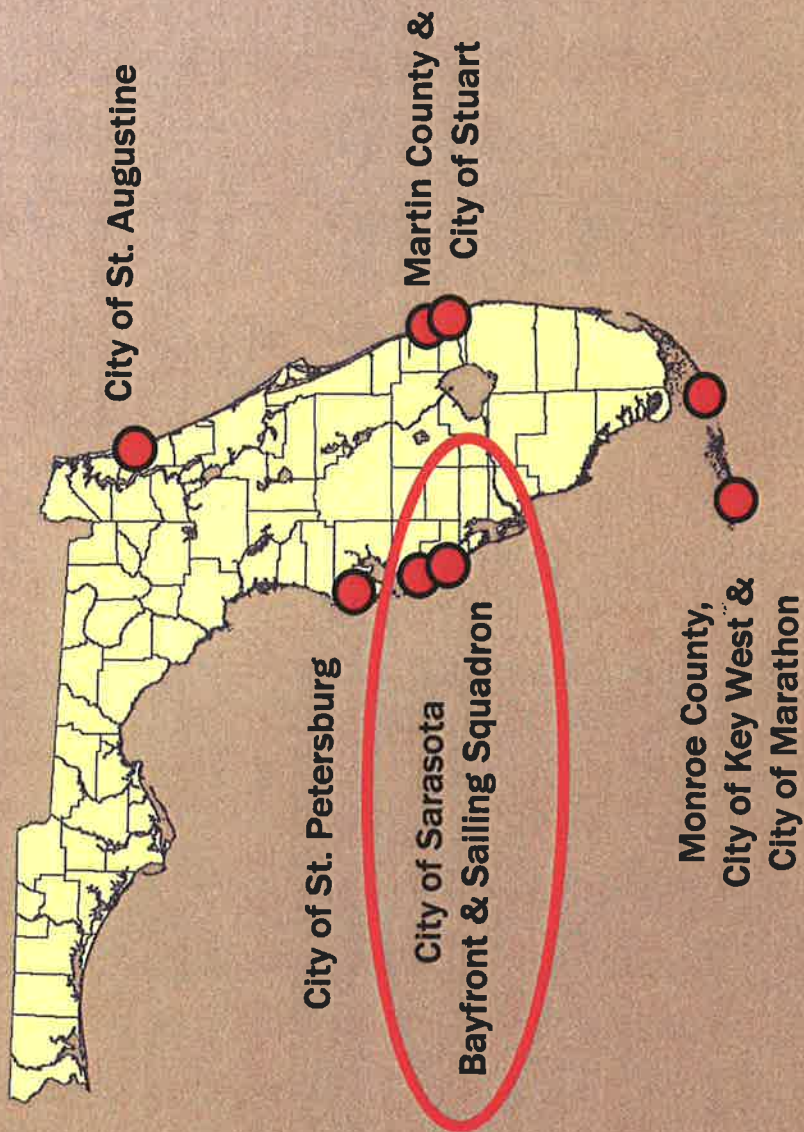 City of St. Augustine
Martin County &
City of Stuart
City of St. Petersburg
City of Sarasota
Bayfront & Sailing Squadron
Monroe County,
City of Key West &
City of Marathon